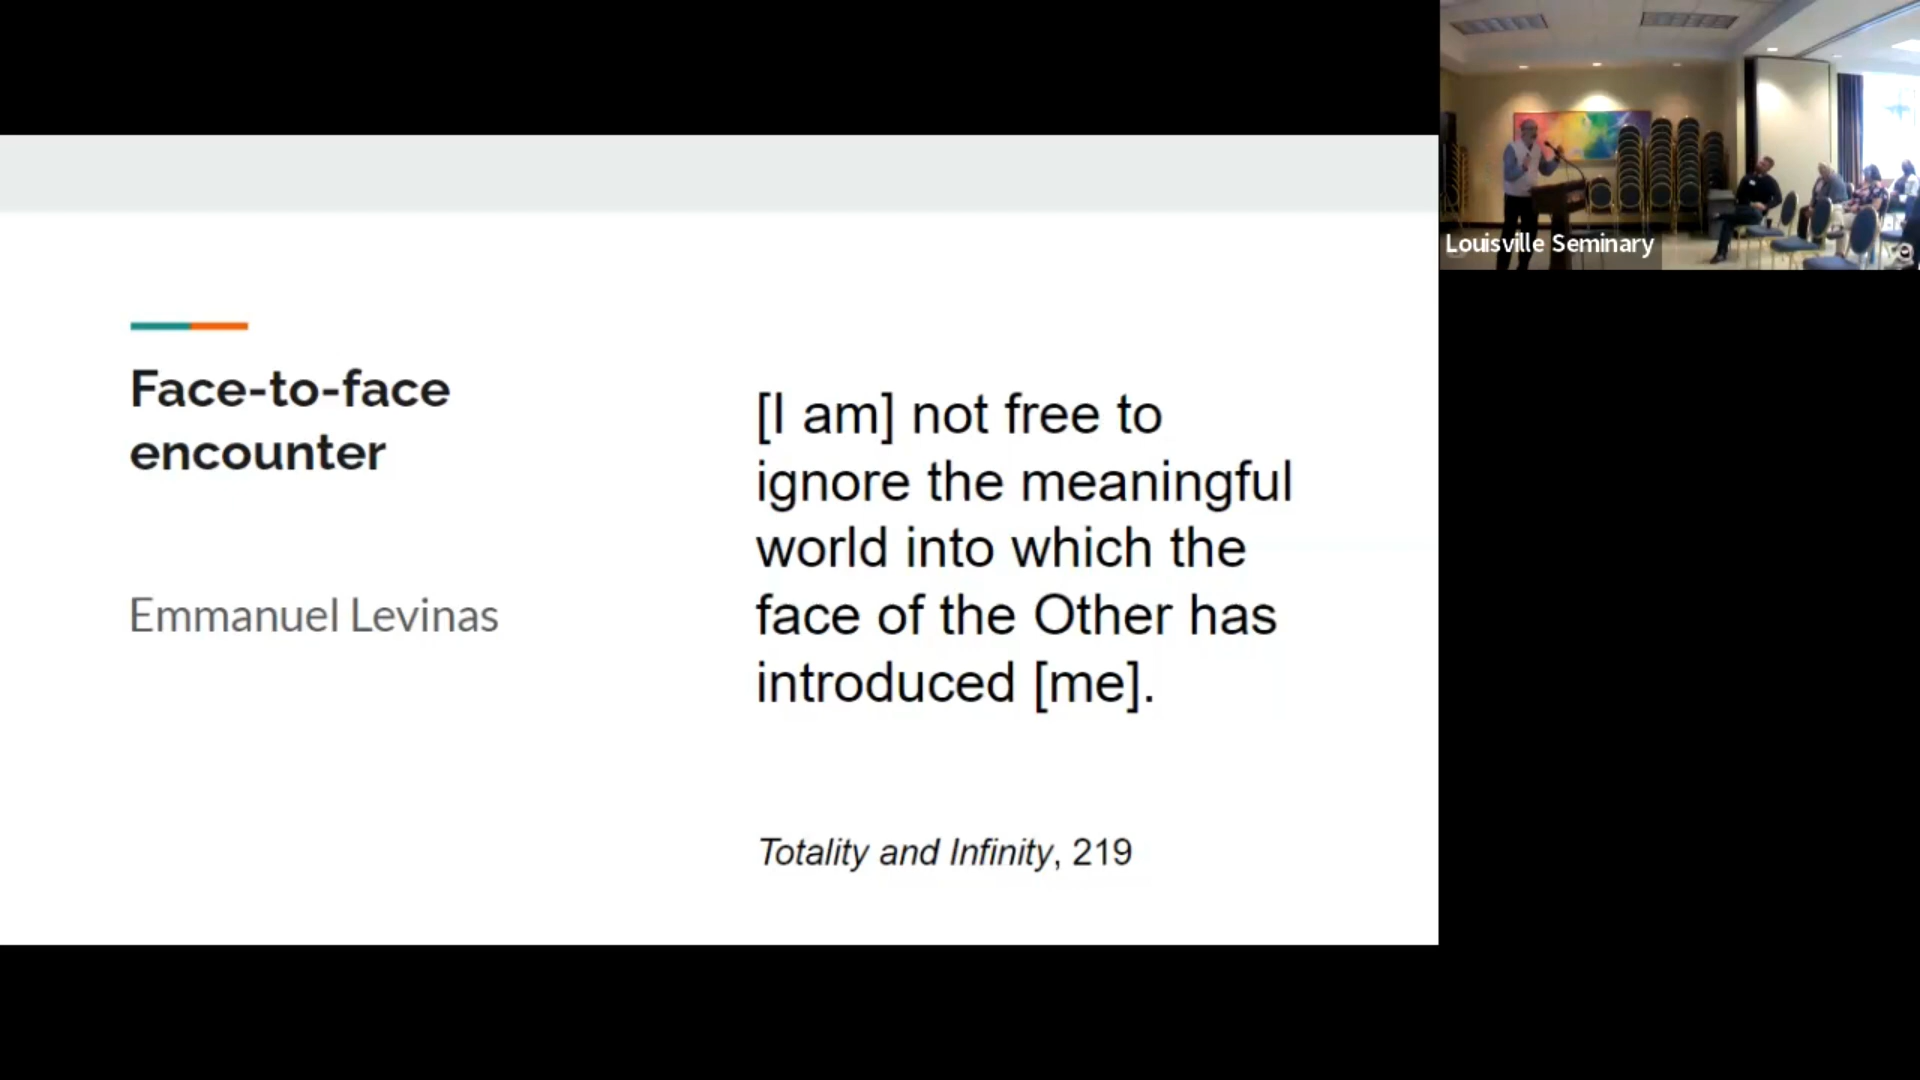 Face-to-face
encounter
Emmanuel Levinas
[I am] not free to
ignore the meaningful
world into which the
face of the Other has
introduced [me].
Totality and Infinity, 219
Louisville Seminary